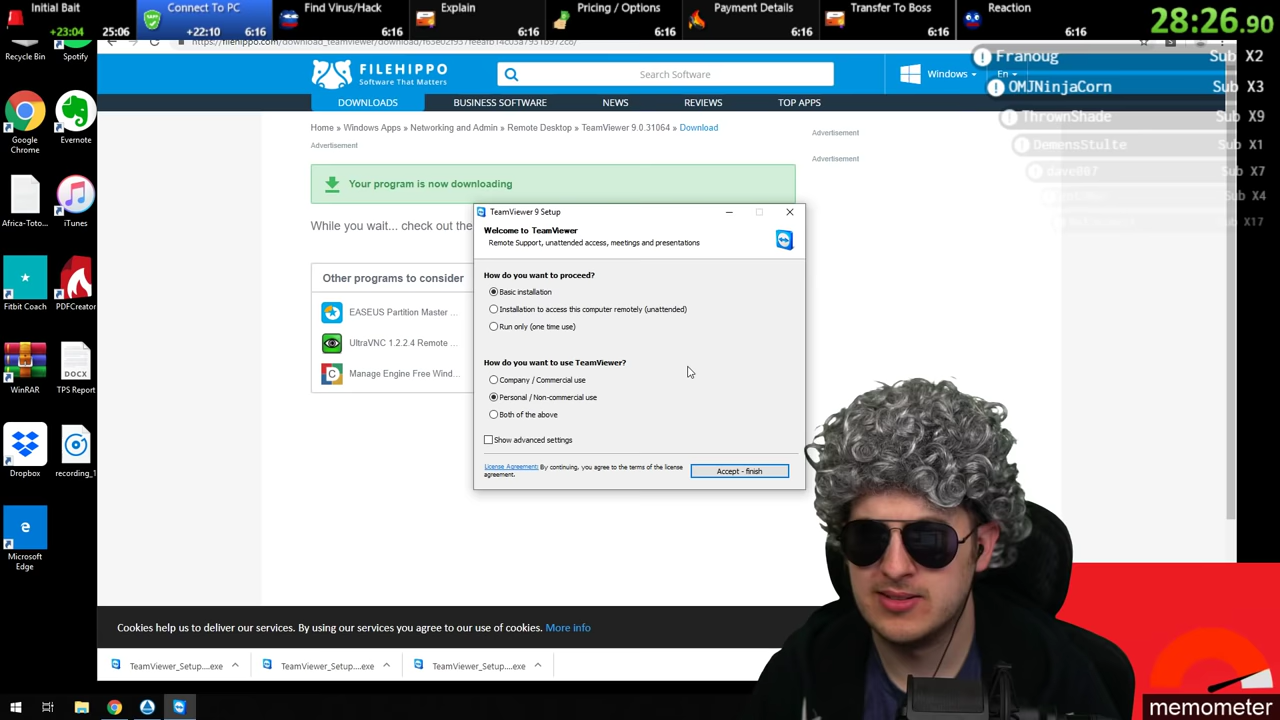 Initial Bait
+23:04
25:06
Connect To PC
+22:10
6:16
Find Virus/Hack
6:16
Explain
6:16
Pricing / Options
6:16
Payment Details
6:16
Transfer To Boss
6:16
Reaction
6:16
28:26.90
Franoug Sub X2
OMJNinjaCorn Sub X3
ThrownShade Sub X9
DemensStulte Sub X1
dave007 Sub X7
Sub X4
Sub X17
Recycle Bin
Spotify
Google Chrome
Evernote
Africa-Toto...
iTunes
Fitbit Coach
PDFCreator
WinRAR
TPS Report
Dropbox
recording_1
Microsoft Edge
FILEHIPPO
Software That Matters
Search Software
Windows
En
DOWNLOADS
BUSINESS SOFTWARE
NEWS
REVIEWS
TOP APPS
Home » Windows Apps » Networking and Admin » Remote Desktop » TeamViewer 9.0.31064 » Download
Advertisement
Advertisement
Advertisement
Your program is now downloading
While you wait... check out the
Other programs to consider
EASEUS Partition Master ...
UltraVNC 1.2.2.4 Remote ...
Manage Engine Free Wind...
TeamViewer 9 Setup
Welcome to TeamViewer
Remote Support, unattended access, meetings and presentations
How do you want to proceed?
Basic installation
Installation to access this computer remotely (unattended)
Run only (one time use)
How do you want to use TeamViewer?
Company / Commercial use
Personal / Non-commercial use
Both of the above
Show advanced settings
License Agreement: By continuing, you agree to the terms of the license
agreement.
Accept - finish
Cookies help us to deliver our services. By using our services you agree to our use of cookies. More info
TeamViewer_Setup....exe
TeamViewer_Setup....exe
TeamViewer_Setup....exe
memometer